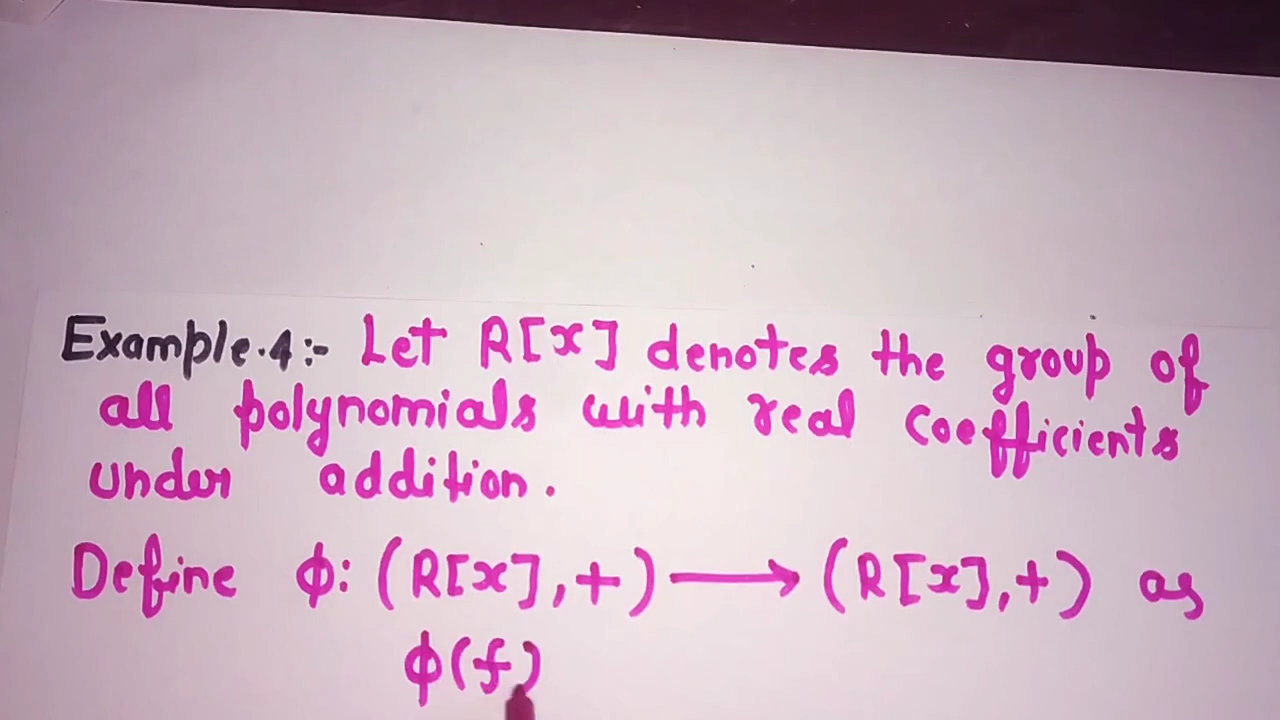 Example.4:- Let R[x] denotes the group of
all polynomials with real coefficients
under addition.
Define ϕ: (R[x],+) ⟶ (R[x],+) as
ϕ(f)